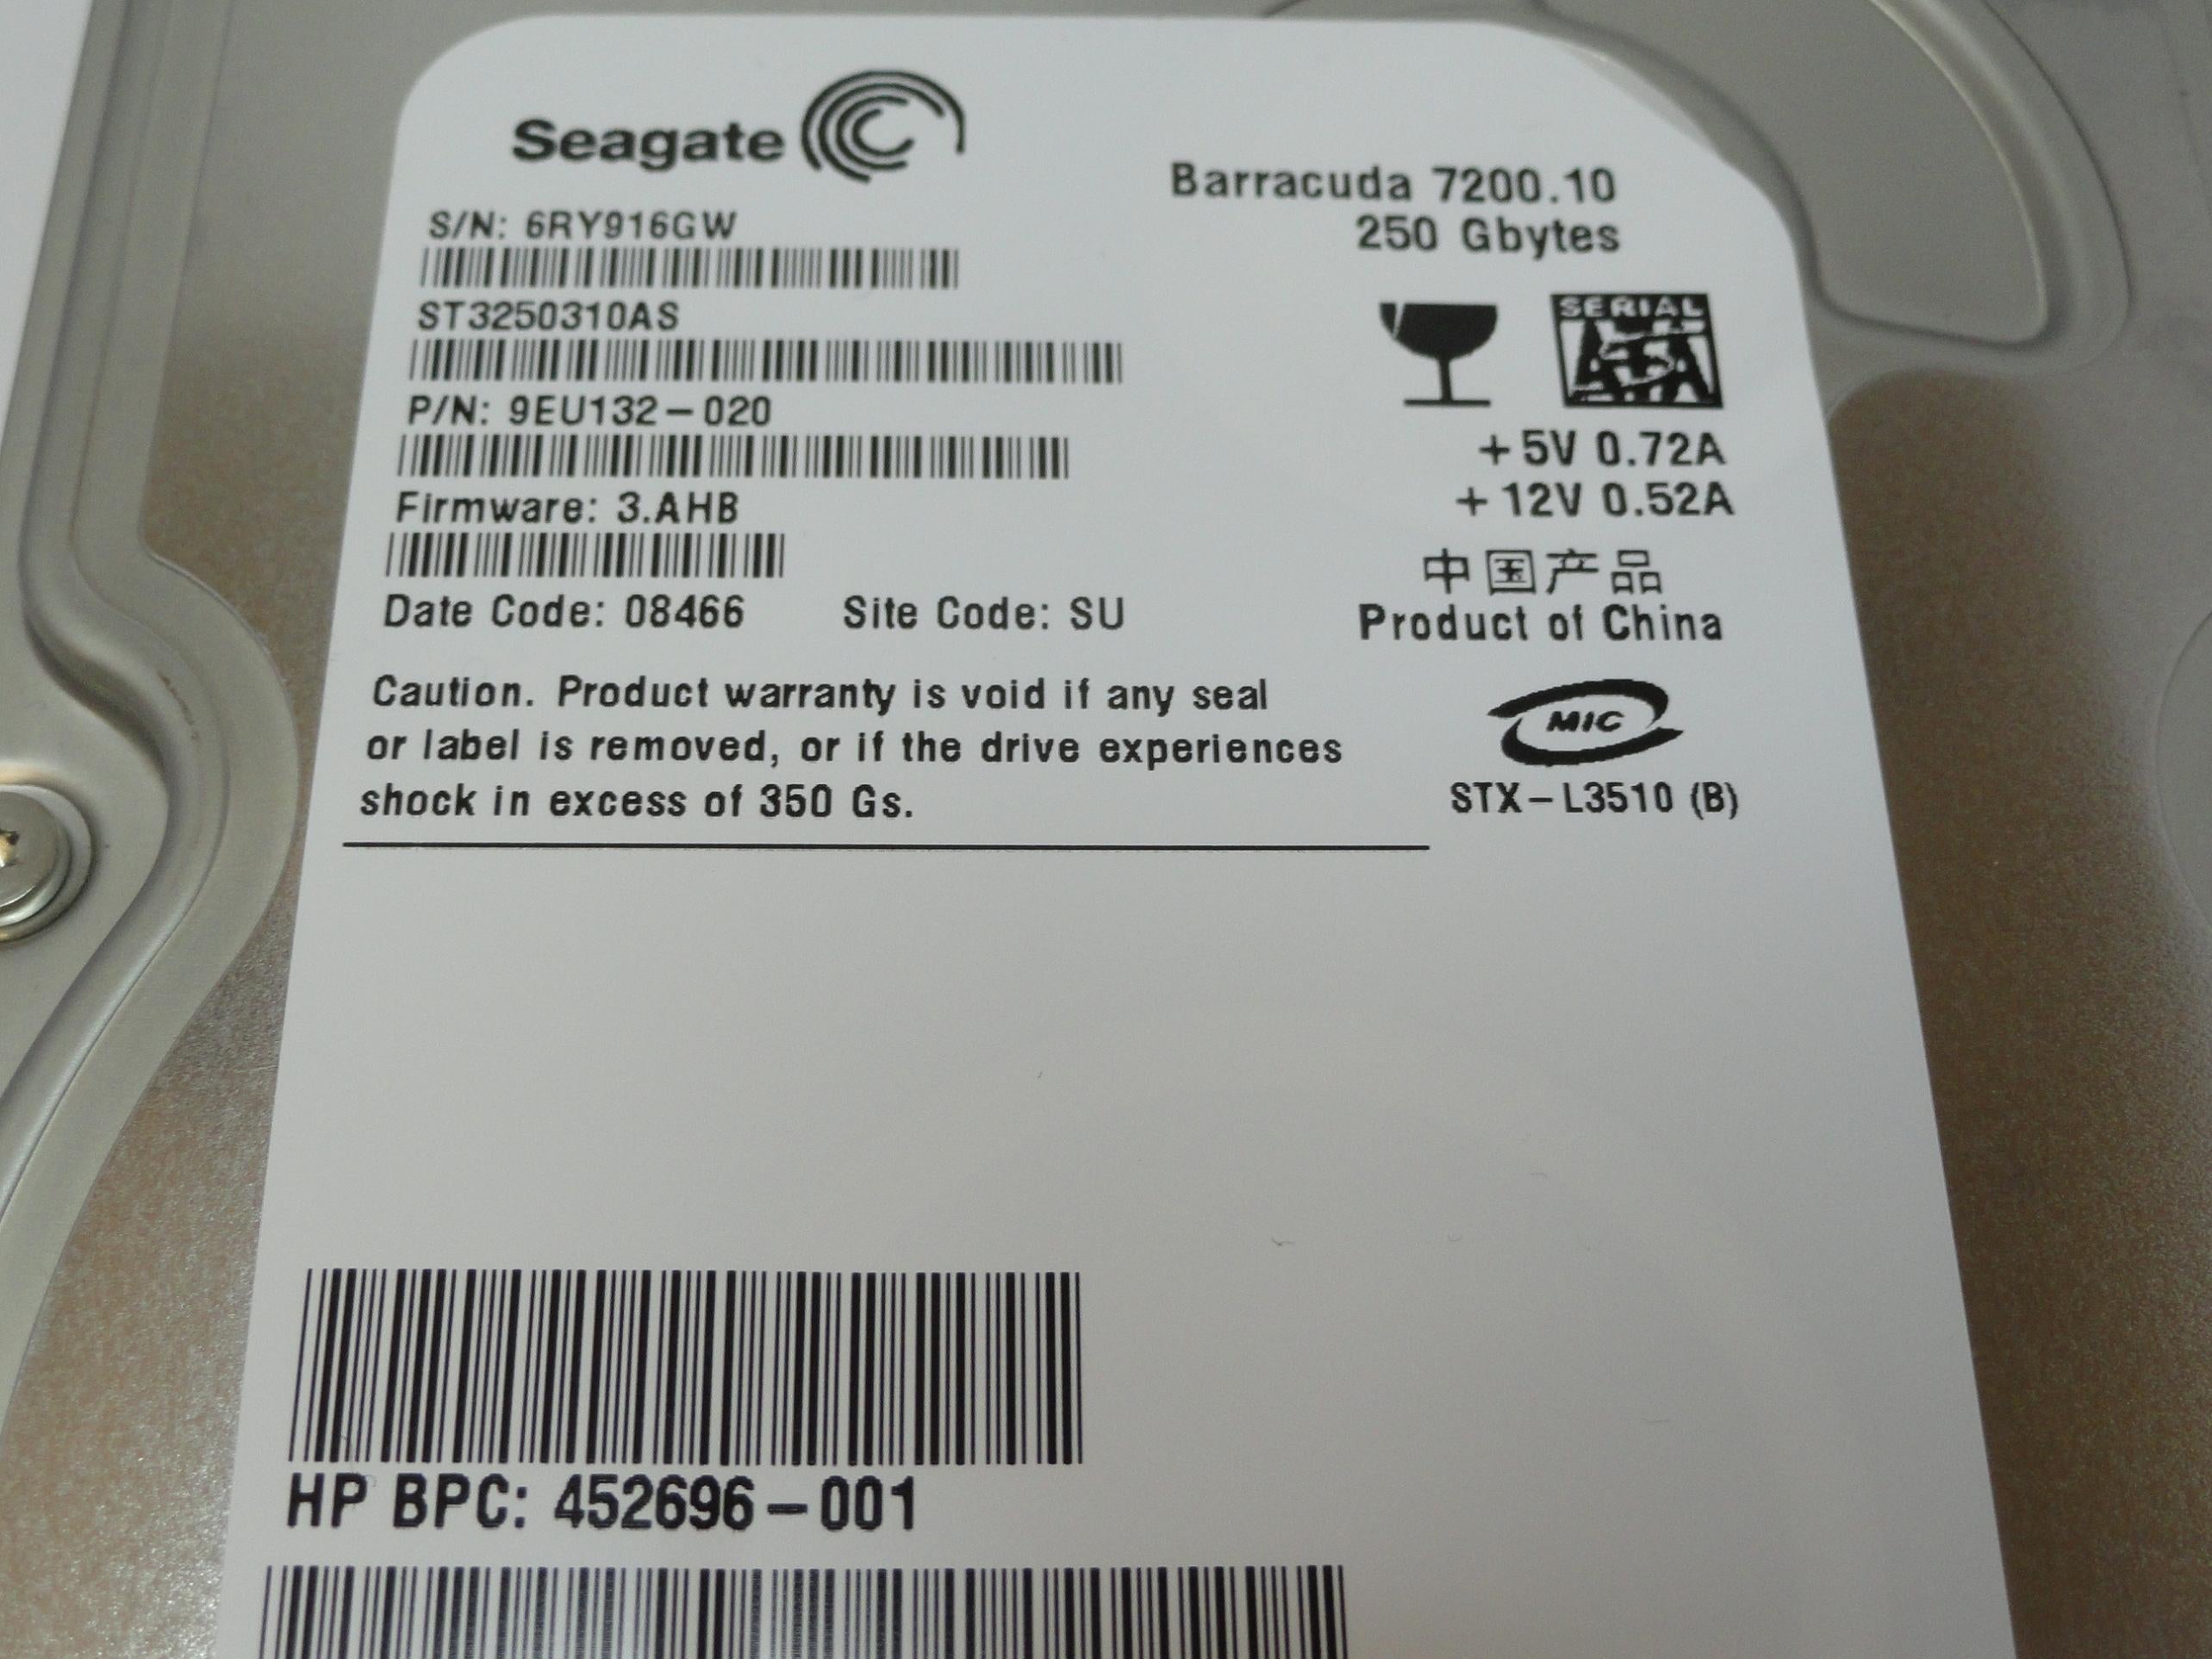 Seagate
Barracuda 7200.10
250 Gbytes
S/N: 6RY916GW
ST3250310AS
SERIAL
ATA
P/N: 9EU132-020
+5V 0.72A
Firmware: 3.AHB
+12V 0.52A
中国产品
Date Code: 08466 Site Code: SU
Product of China
Caution. Product warranty is void if any seal
or label is removed, or if the drive experiences
shock in excess of 350 Gs.
MIC
STX-L3510 (B)
HP BPC: 452696-001